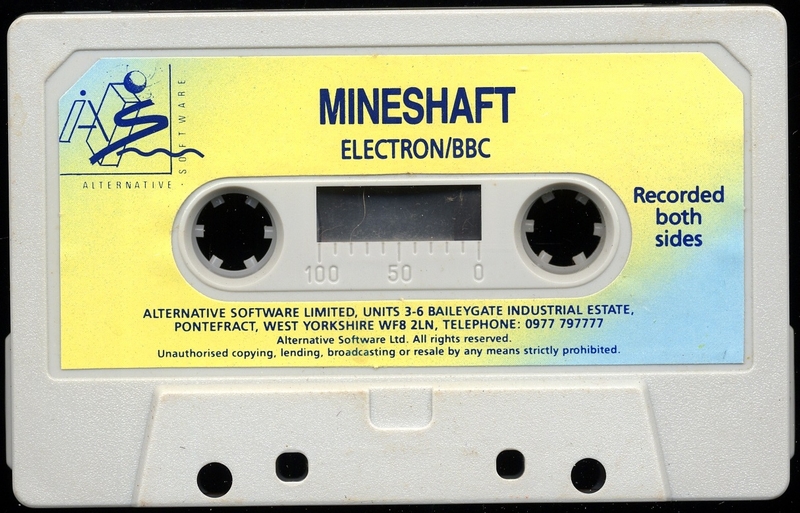 AS
ALTERNATIVE · SOFTWARE
MINESHAFT
ELECTRON/BBC
Recorded
both
sides
100 50 0
ALTERNATIVE SOFTWARE LIMITED, UNITS 3-6 BAILEYGATE INDUSTRIAL ESTATE,
PONTEFRACT, WEST YORKSHIRE WF8 2LN, TELEPHONE: 0977 797777
Alternative Software Ltd. All rights reserved.
Unauthorised copying, lending, broadcasting or resale by any means strictly prohibited.